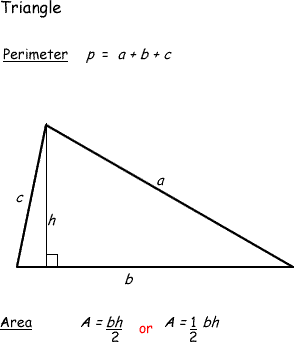 Triangle
Perimeter p = a + b + c
a
c
h
b
Area A = bh/2 or A = 1/2 bh